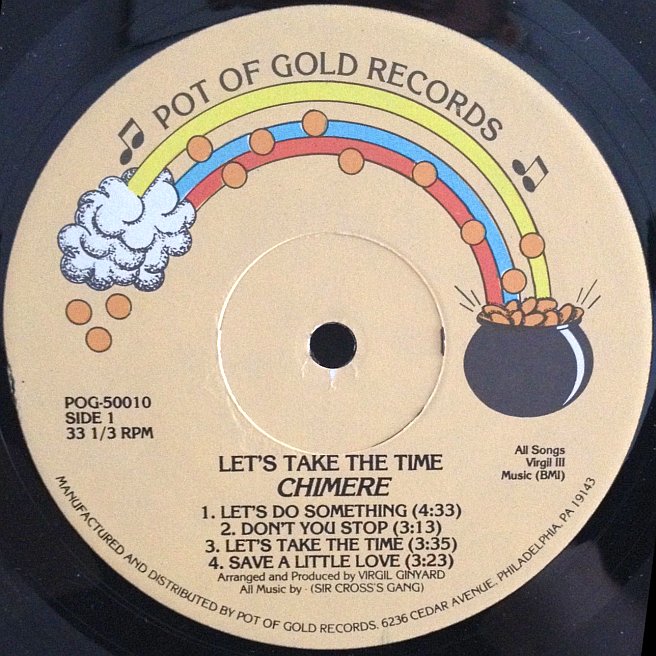 POT OF GOLD RECORDS
POG-50010
SIDE 1
33 1/3 RPM
All Songs
Virgil III
Music (BMI)
LET'S TAKE THE TIME
CHIMERE
1. LET'S DO SOMETHING (4:33)
2. DON'T YOU STOP (3:13)
3. LET'S TAKE THE TIME (3:35)
4. SAVE A LITTLE LOVE (3:23)
Arranged and Produced by VIRGIL GINYARD
All Music by · (SIR CROSS'S GANG)
MANUFACTURED AND DISTRIBUTED BY POT OF GOLD RECORDS. 6236 CEDAR AVENUE. PHILADELPHIA, PA 19143